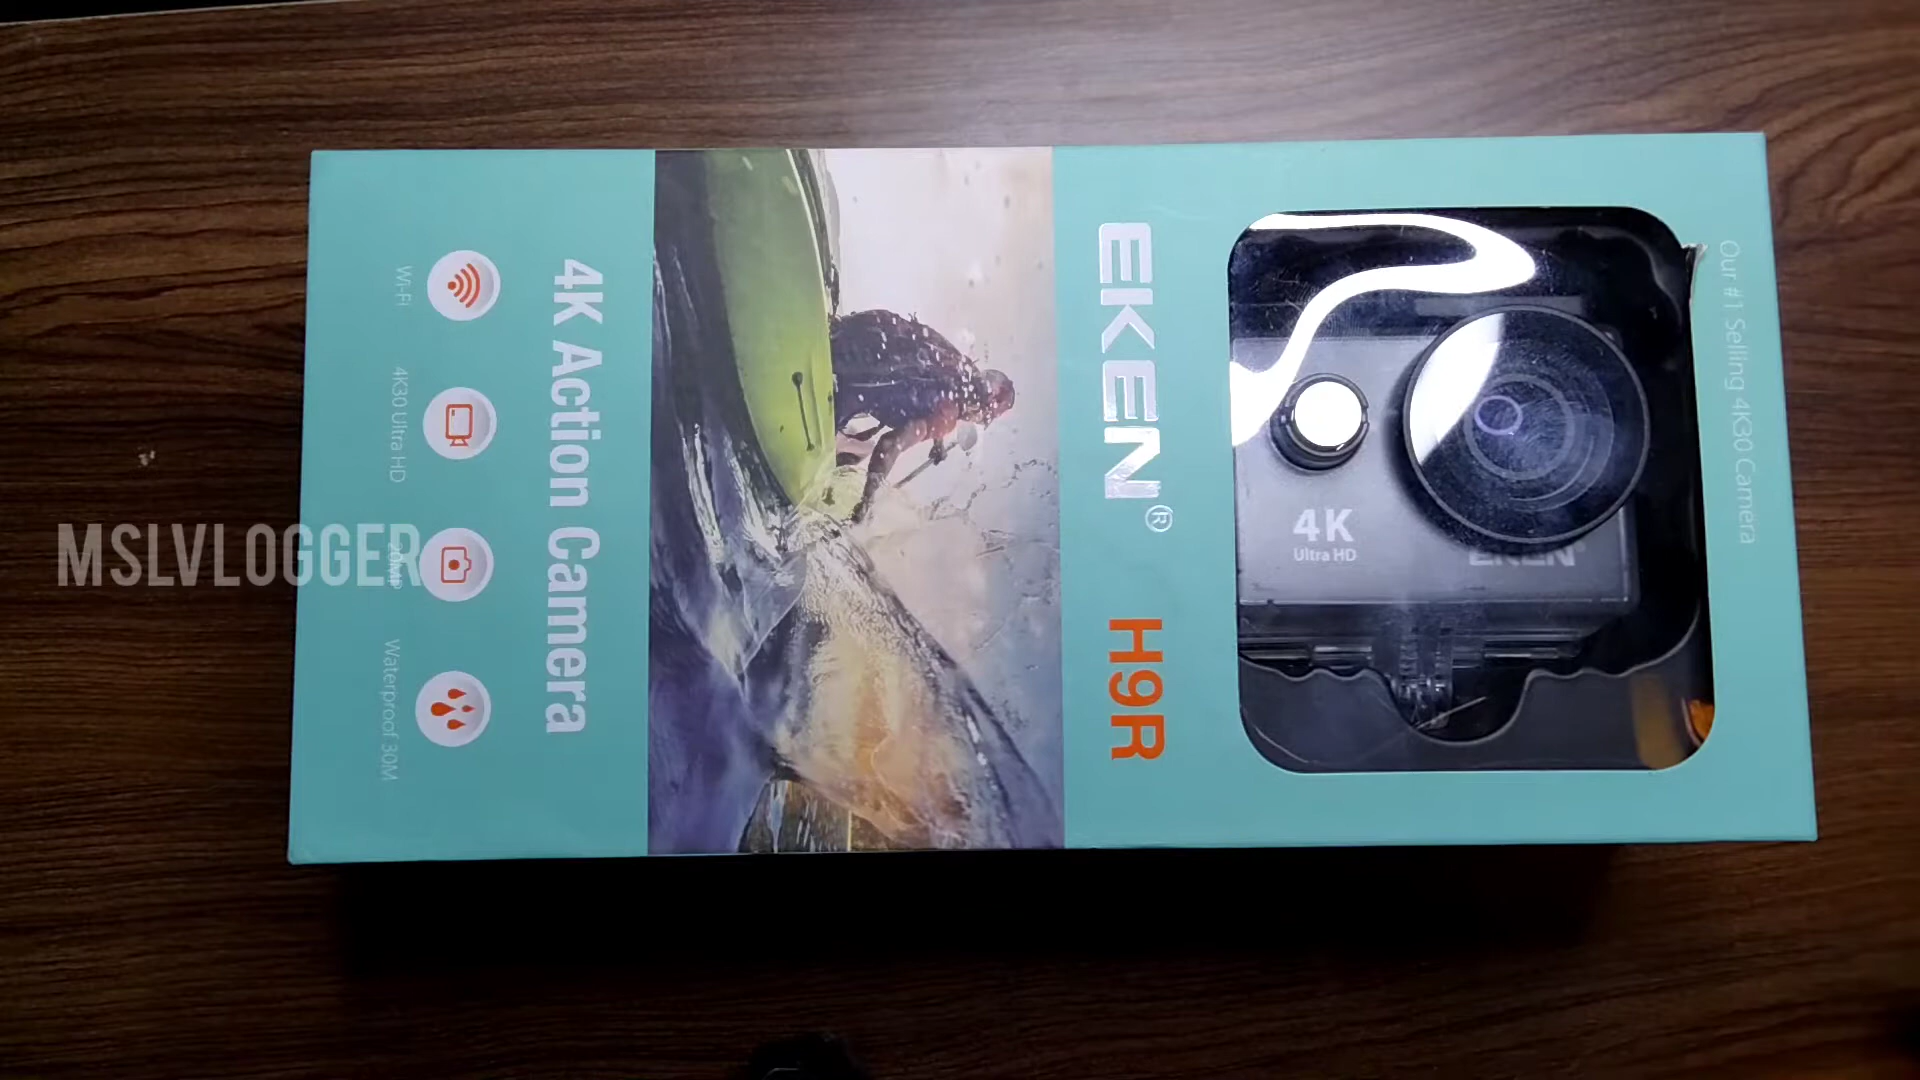 Our #1 Selling 4K30 Camera
4K
Ultra HD
EKEN
EKEN® H9R
4K Action Camera
Wi-Fi
4K30 Ultra HD
20MP
Waterproof 30M
MSLVLOGGER